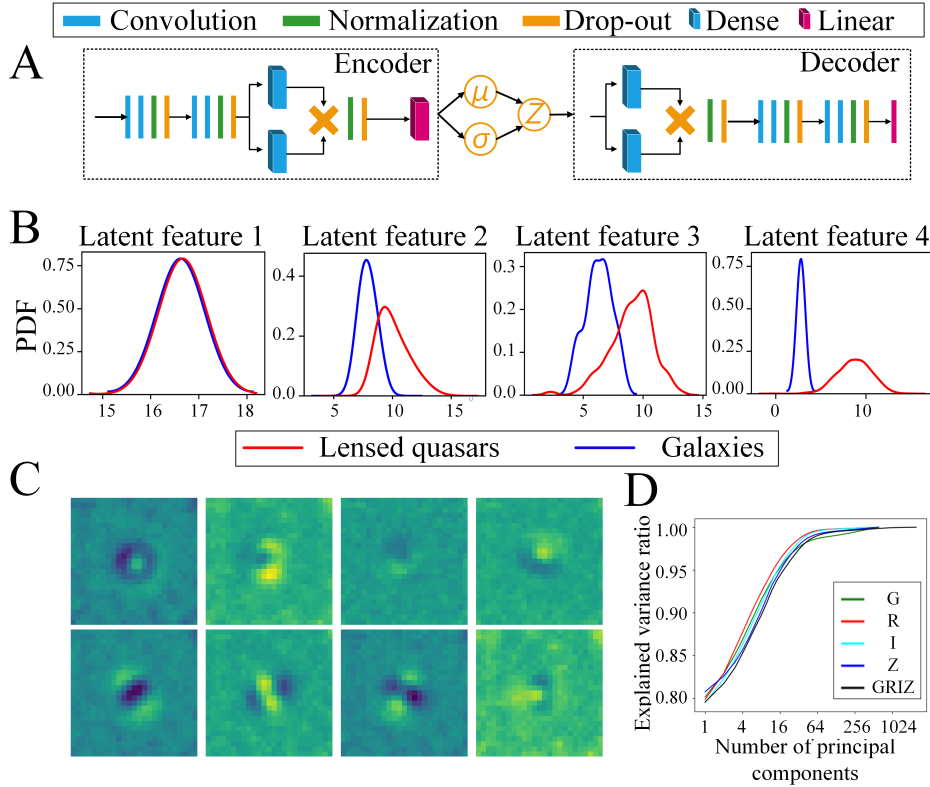 Convolution Normalization Drop-out Dense Linear
A
Encoder
Decoder
μ
σ
Z
B
Latent feature 1
Latent feature 2
Latent feature 3
Latent feature 4
PDF
0.75
0.50
0.25
0.00
15 16 17 18
0.4
0.2
0.0
5 10 15
0.3
0.2
0.1
0.0
5 10 15
0.75
0.50
0.25
0.00
0 10
Lensed quasars Galaxies
C
D
Explained variance ratio
1.00
0.95
0.90
0.85
0.80
G
R
I
Z
GRIZ
1 4 16 64 256 1024
Number of principal
components